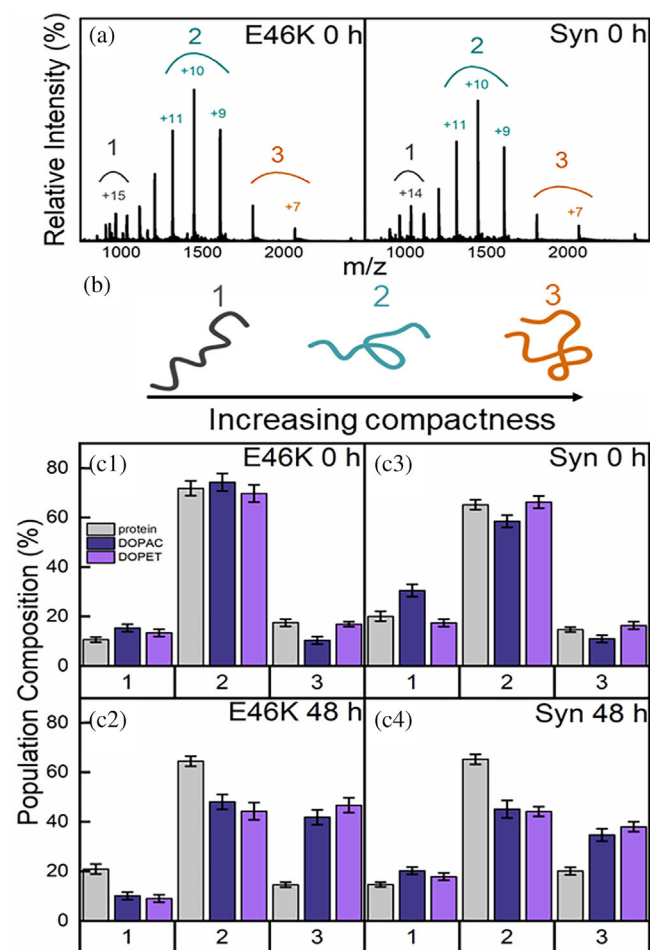 (a)
E46K 0 h
Syn 0 h
Relative Intensity (%)
1
2
3
+15
+11
+10
+9
+7
1
2
3
+14
+11
+10
+9
+7
1000
1500
2000
1000
1500
2000
m/z
(b)
1
2
3
Increasing compactness
Population Composition (%)
(c1)
E46K 0 h
80
60
40
20
0
protein
DOPAC
DOPET
1
2
3
(c3)
Syn 0 h
1
2
3
(c2)
E46K 48 h
80
60
40
20
0
1
2
3
(c4)
Syn 48 h
1
2
3